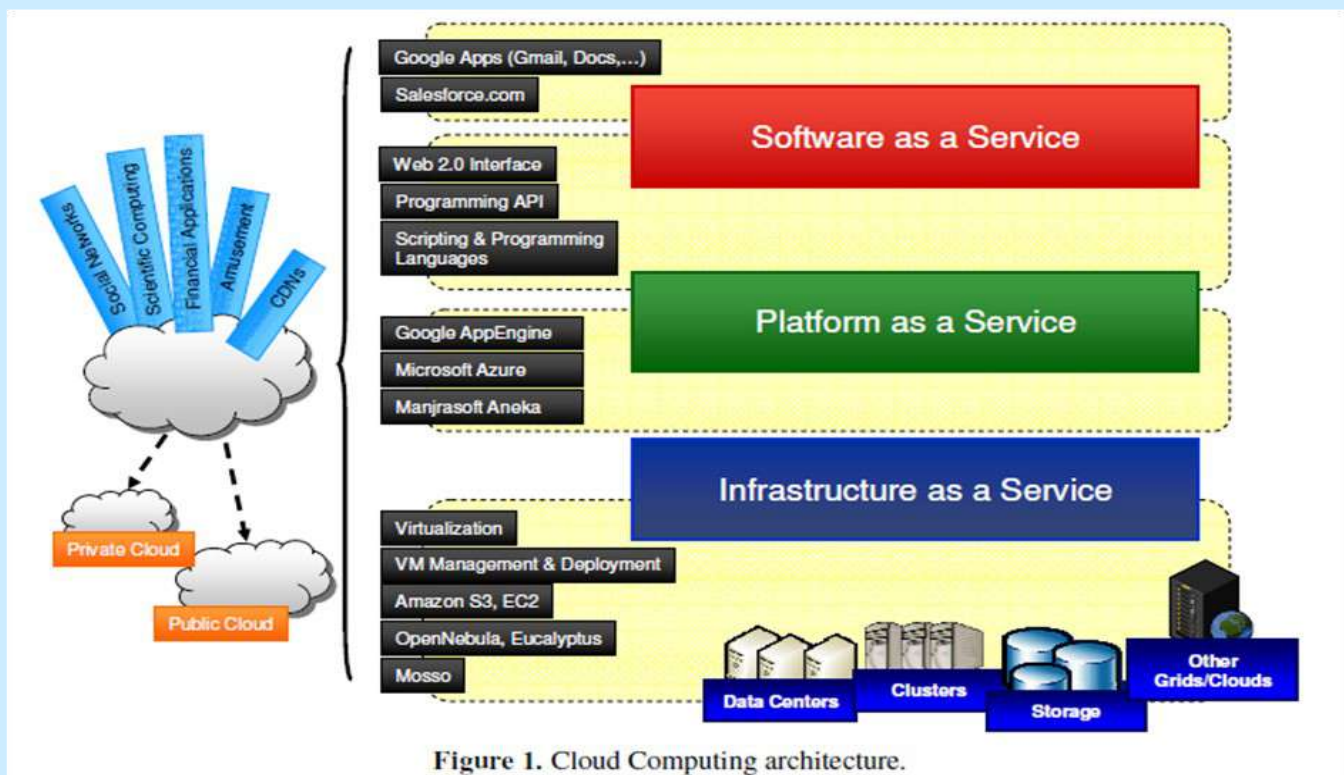 Social Networks
Scientific Computing
Financial Applications
Amusement
CDNs
Private Cloud
Public Cloud
Google Apps (Gmail, Docs,...)
Salesforce.com
Software as a Service
Web 2.0 Interface
Programming API
Scripting & Programming
Languages
Platform as a Service
Google AppEngine
Microsoft Azure
Manjrasoft Aneka
Infrastructure as a Service
Virtualization
VM Management & Deployment
Amazon S3, EC2
OpenNebula, Eucalyptus
Mosso
Data Centers
Clusters
Storage
Other
Grids/Clouds
Figure 1. Cloud Computing architecture.